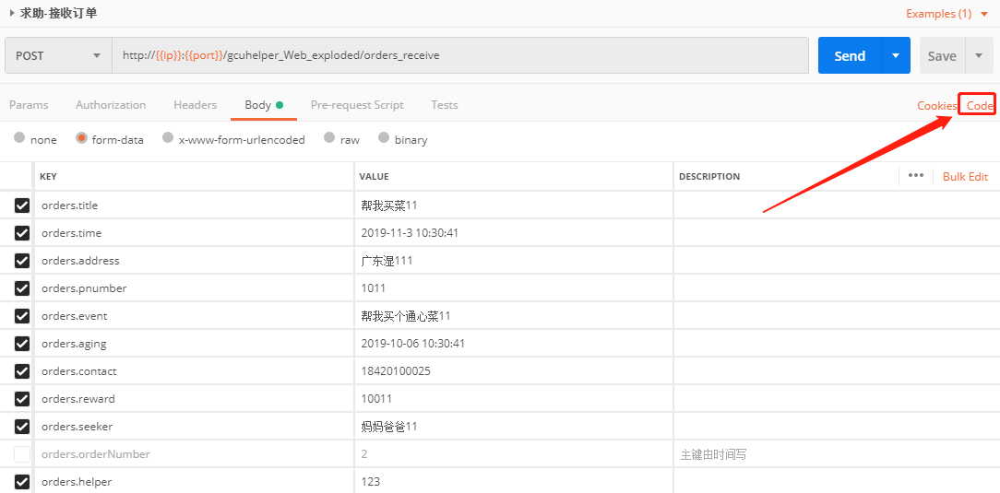 求助-接收订单 Examples (1)
POST http://{{ip}}:{{port}}/gcuhelper_Web_exploded/orders_receive Send Save
Params Authorization Headers Body Pre-request Script Tests Cookies Code
none form-data x-www-form-urlencoded raw binary
KEY VALUE DESCRIPTION ••• Bulk Edit
orders.title 帮我买菜11
orders.time 2019-11-3 10:30:41
orders.address 广东湿111
orders.pnumber 1011
orders.event 帮我买个通心菜11
orders.aging 2019-10-06 10:30:41
orders.contact 18420100025
orders.reward 10011
orders.seeker 妈妈爸爸11
orders.orderNumber 2 主键由时间写
orders.helper 123